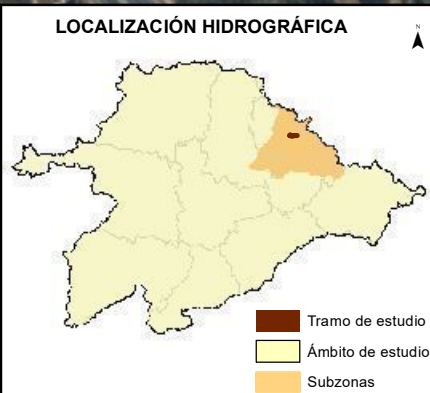 LOCALIZACIÓN HIDROGRÁFICA
N
Tramo de estudio
Ámbito de estudio
Subzonas